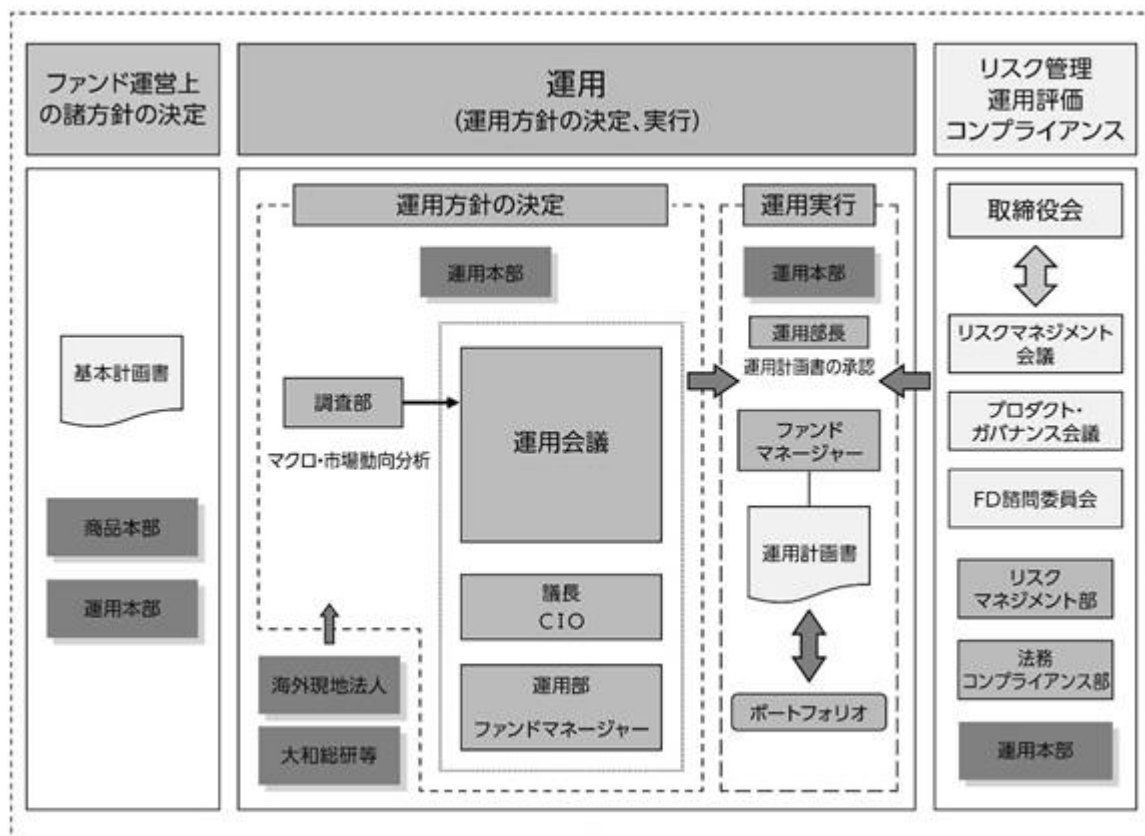 ファンド運営上
の諸方針の決定
運用
(運用方針の決定、実行)
リスク管理
運用評価
コンプライアンス
基本計画書
商品本部
運用本部
運用方針の決定
運用本部
調査部
マクロ・市場動向分析
運用会議
議長
CIO
運用部
ファンドマネージャー
海外現地法人
大和総研等
運用実行
運用本部
運用部長
運用計画書の承認
ファンド
マネージャー
運用計画書
ポートフォリオ
取締役会
リスクマネジメント
会議
プロダクト・
ガバナンス会議
FD諮問委員会
リスク
マネジメント部
法務
コンプライアンス部
運用本部